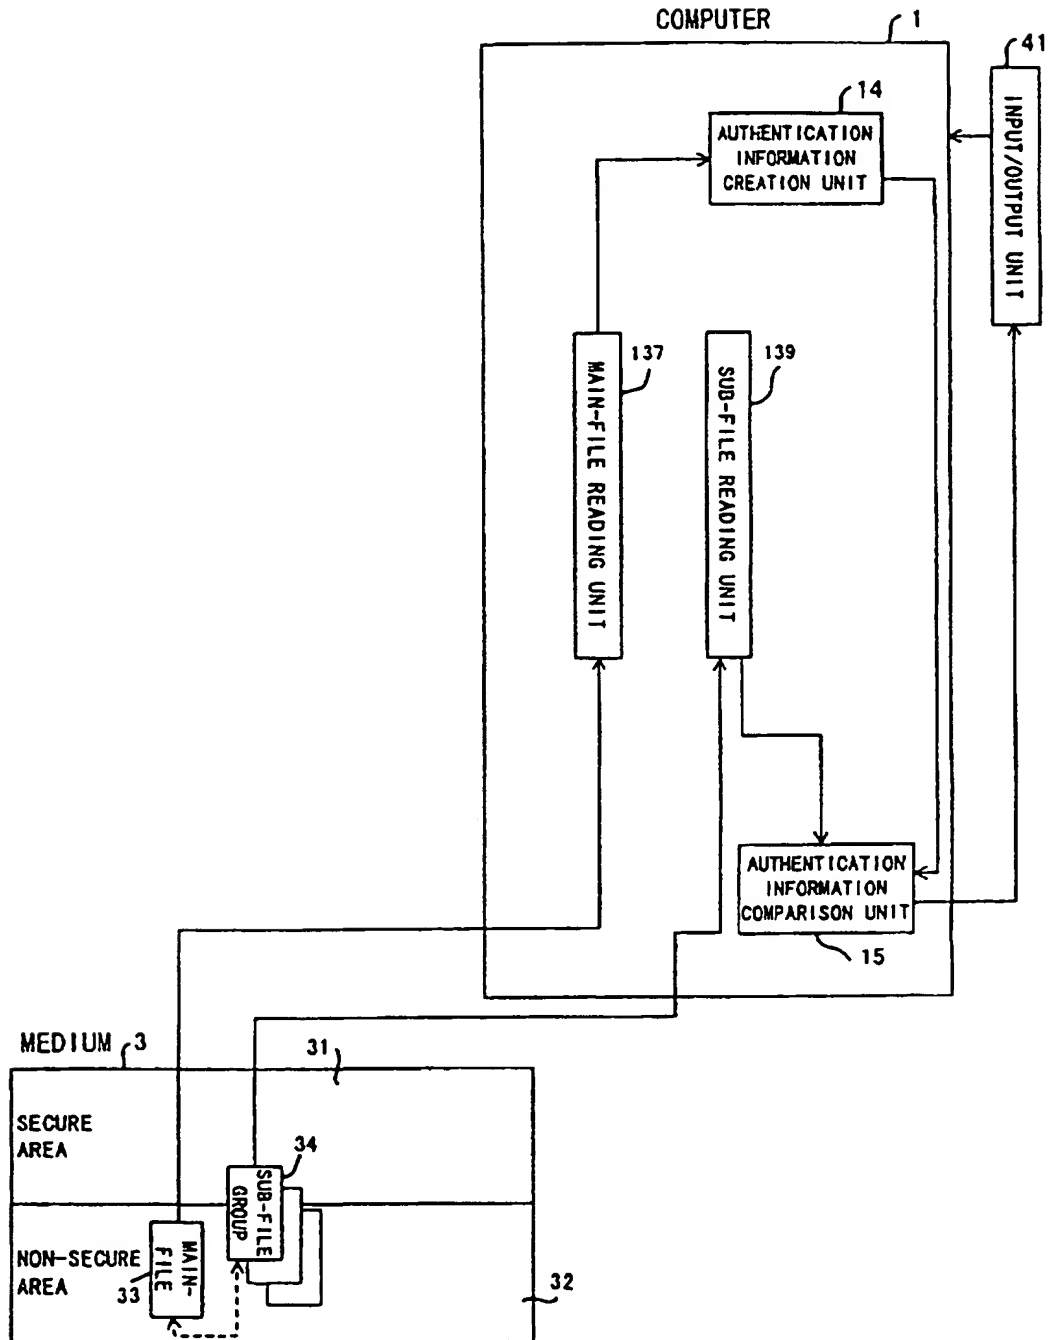 COMPUTER
1
41
14
AUTHENTICATION
INFORMATION
CREATION UNIT
INPUT/OUTPUT UNIT
137
MAIN-FILE READING UNIT
139
SUB-FILE READING UNIT
AUTHENTICATION
INFORMATION
COMPARISON UNIT
15
MEDIUM 3
31
SECURE
AREA
34
SUB-FILE
GROUP
NON-SECURE
AREA
33
MAIN-
FILE
32